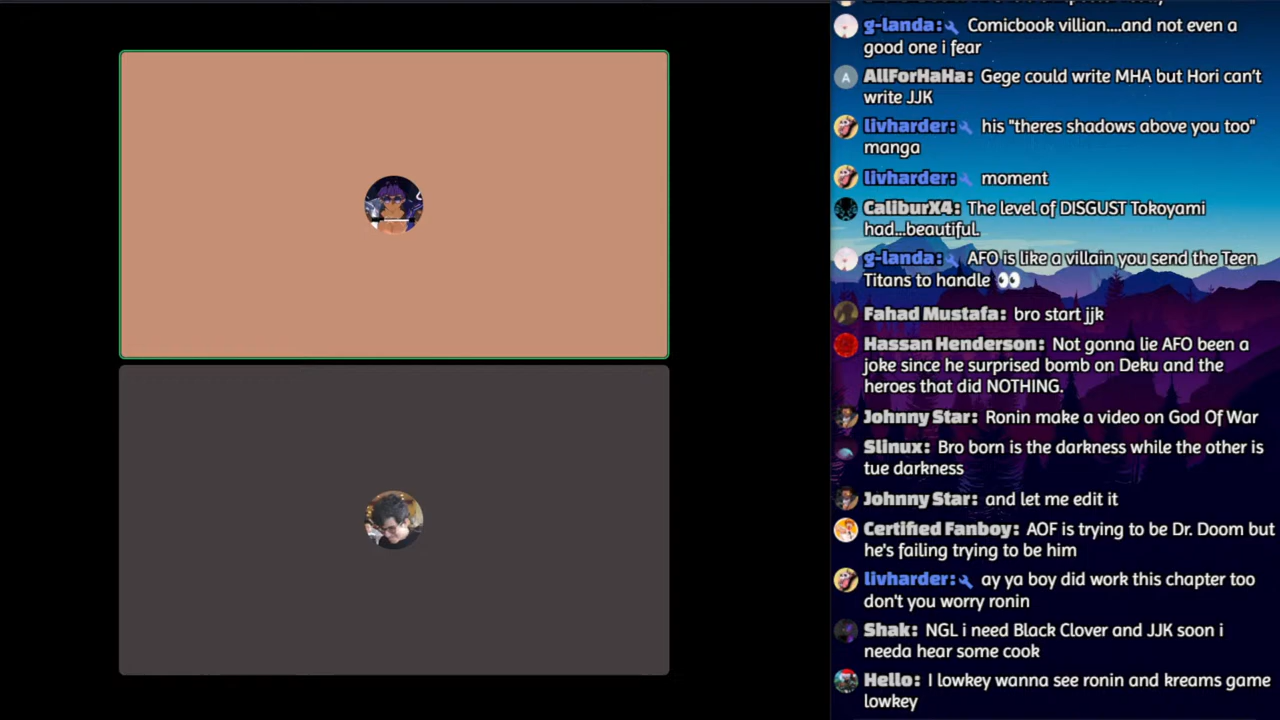 g-landa: Comicbook villian....and not even a
good one i fear
A AllForHaHa: Gege could write MHA but Hori can't
write JJK
livharder: his "theres shadows above you too"
manga
livharder: moment
CaliburX4: The level of DISGUST Tokoyami
had...beautiful.
g-landa: AFO is like a villain you send the Teen
Titans to handle 👀
Fahad Mustafa: bro start jjk
Hassan Henderson: Not gonna lie AFO been a
joke since he surprised bomb on Deku and the
heroes that did NOTHING.
Johnny Star: Ronin make a video on God Of War
Slinux: Bro born is the darkness while the other is
tue darkness
Johnny Star: and let me edit it
Certified Fanboy: AOF is trying to be Dr. Doom but
he's failing trying to be him
livharder: ay ya boy did work this chapter too
don't you worry ronin
Shak: NGL i need Black Clover and JJK soon i
needa hear some cook
Hello: I lowkey wanna see ronin and kreams game
lowkey